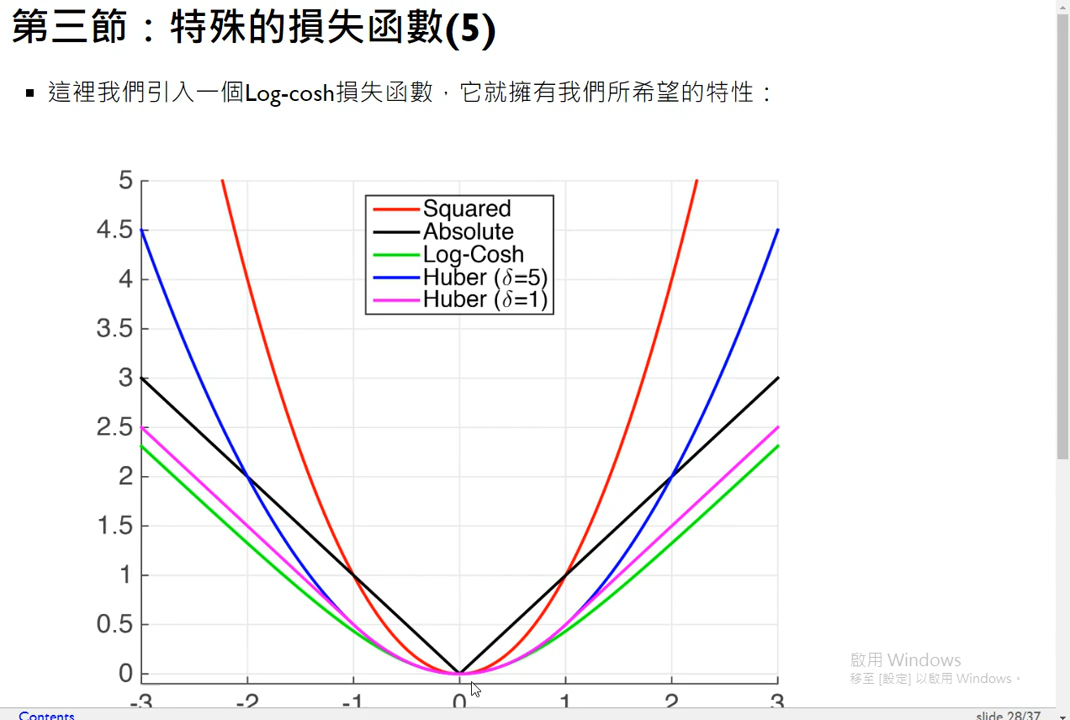 第三節：特殊的損失函數(5)
▪ 這裡我們引入一個Log-cosh損失函數，它就擁有我們所希望的特性：
5
4.5
4
3.5
3
2.5
2
1.5
1
0.5
0
Squared
Absolute
Log-Cosh
Huber (δ=5)
Huber (δ=1)
-3 -2 -1 0 1 2 3
啟用 Windows
移至 [設定] 以啟用 Windows。
Contents
slide 28/37